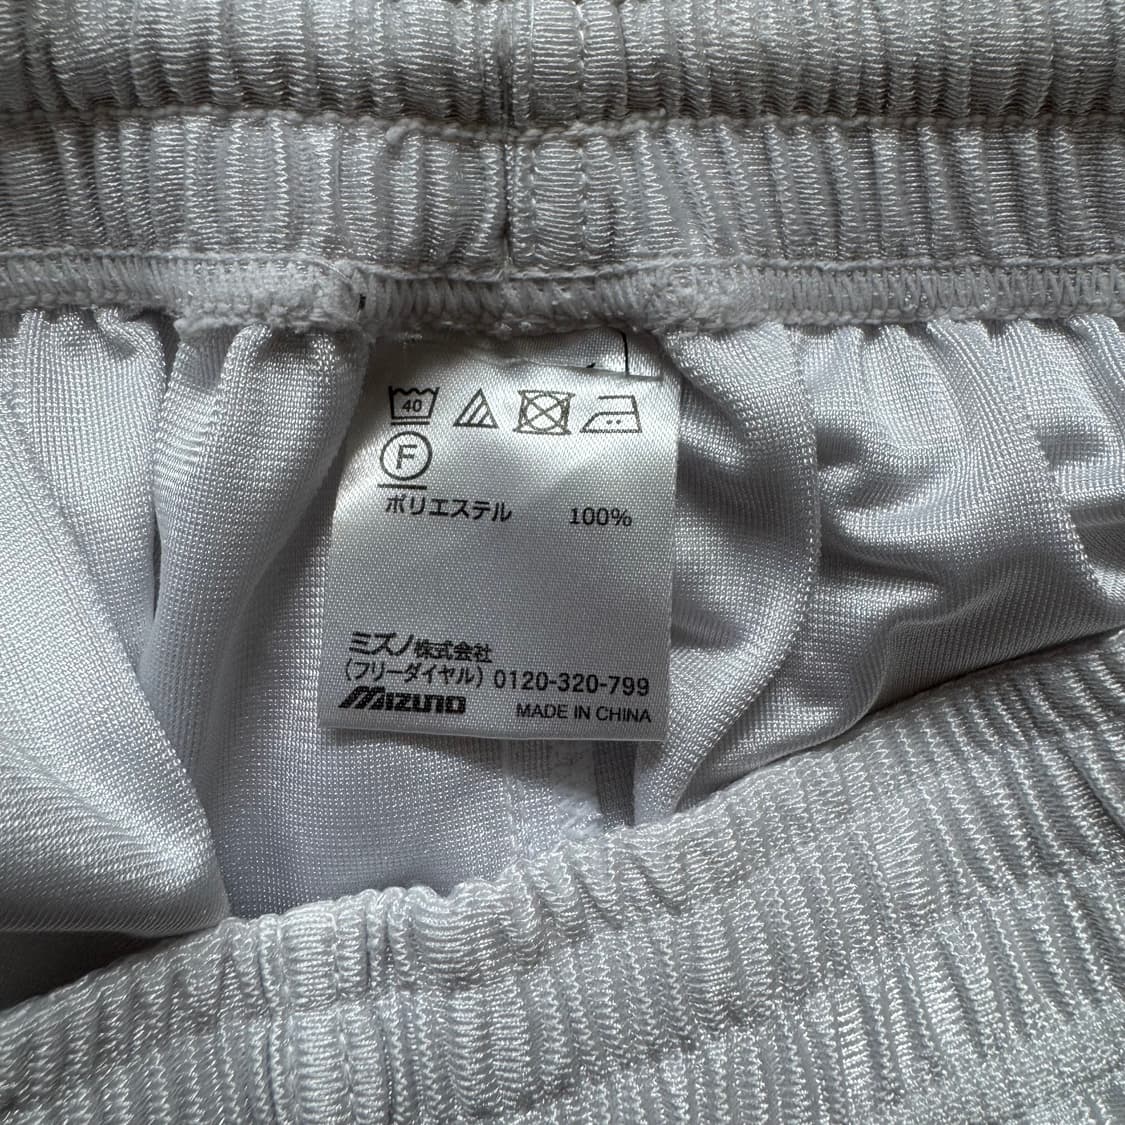 40
F
ポリエステル 100%
ミズノ株式会社
(フリーダイヤル) 0120-320-799
MIZUNO MADE IN CHINA